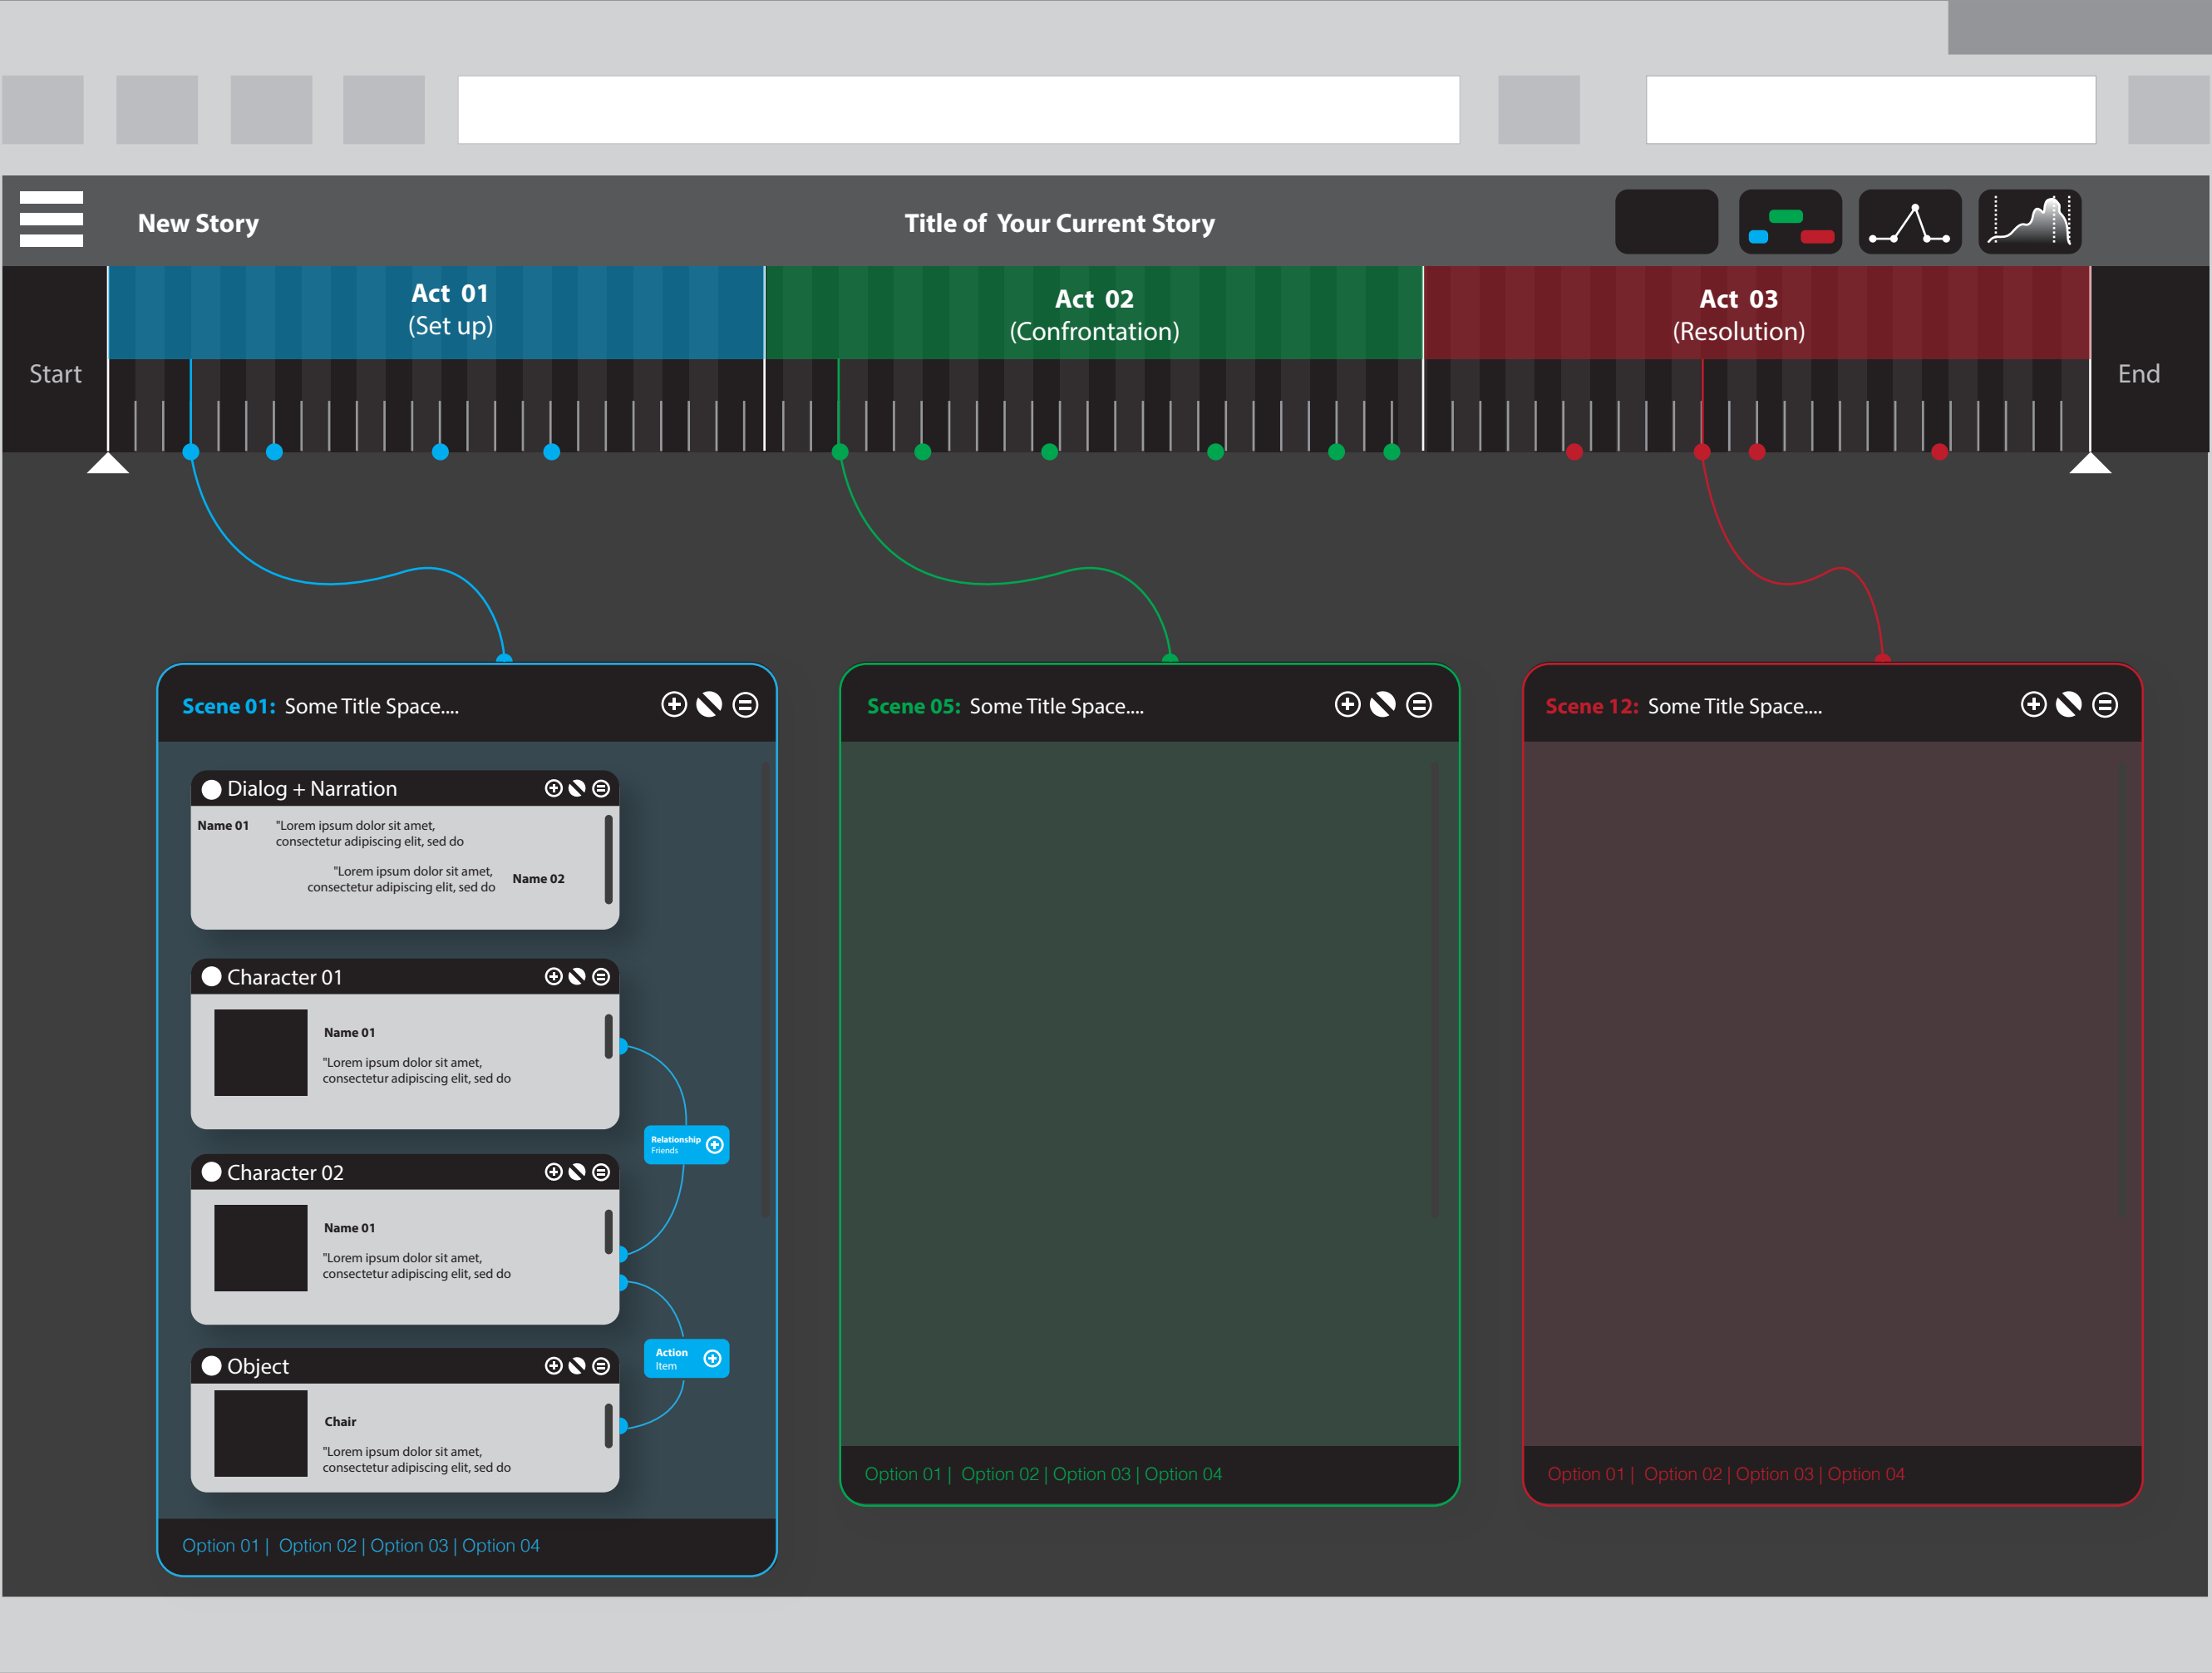 New Story
Title of Your Current Story
Act 01
(Set up)
Act 02
(Confrontation)
Act 03
(Resolution)
Start
End
Scene 01: Some Title Space....
Dialog + Narration
Name 01
"Lorem ipsum dolor sit amet,
consectetur adipiscing elit, sed do
"Lorem ipsum dolor sit amet,
consectetur adipiscing elit, sed do
Name 02
Character 01
Name 01
"Lorem ipsum dolor sit amet,
consectetur adipiscing elit, sed do
Relationship
Friends
Character 02
Name 01
"Lorem ipsum dolor sit amet,
consectetur adipiscing elit, sed do
Action
Item
Object
Chair
"Lorem ipsum dolor sit amet,
consectetur adipiscing elit, sed do
Option 01 | Option 02 | Option 03 | Option 04
Scene 05: Some Title Space....
Option 01 | Option 02 | Option 03 | Option 04
Scene 12: Some Title Space....
Option 01 | Option 02 | Option 03 | Option 04